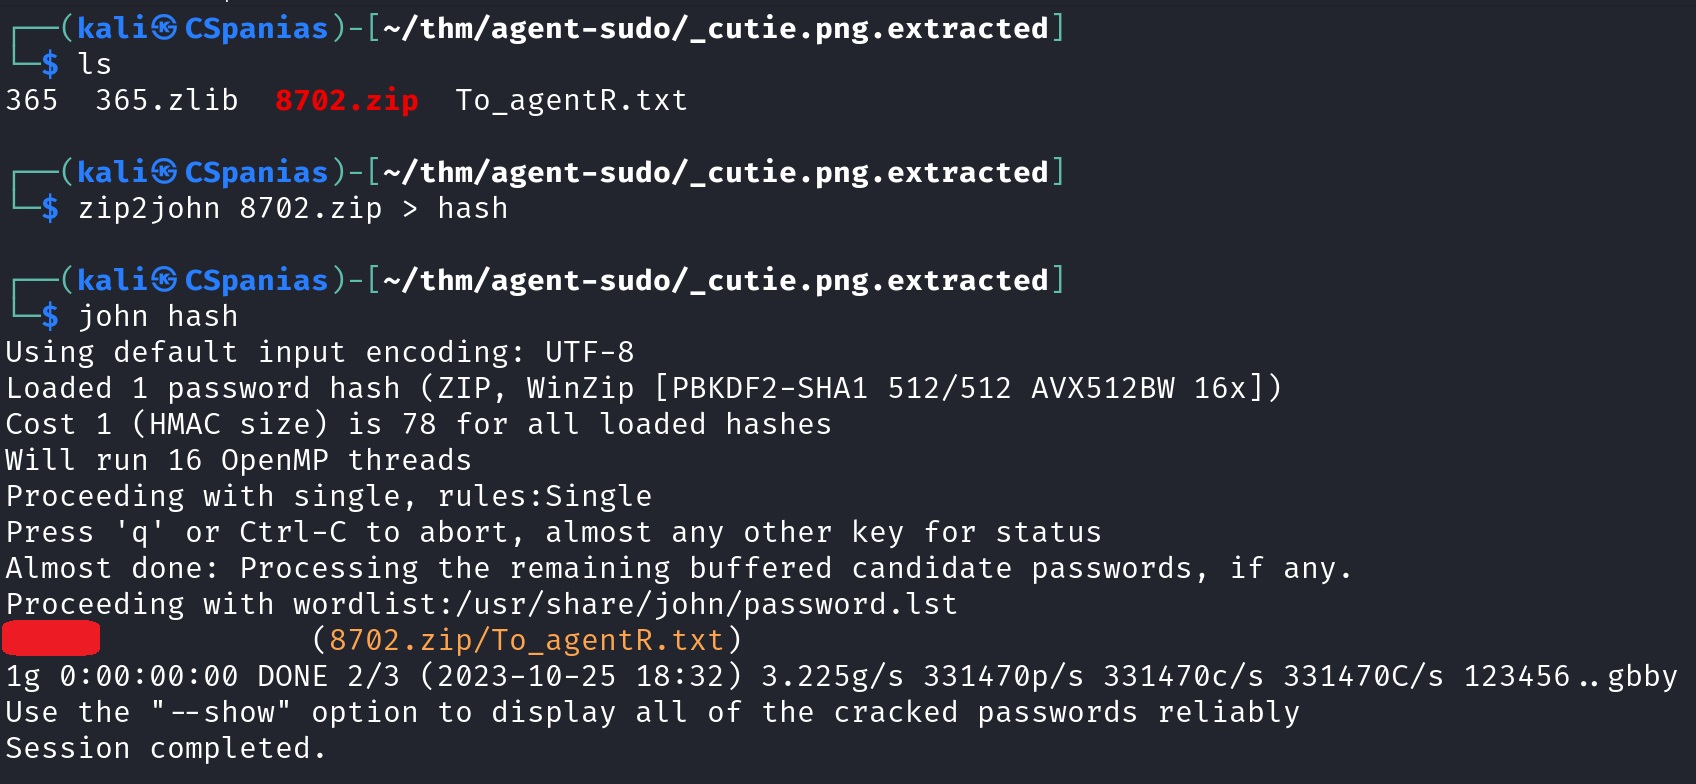 ┌──(kali㉿CSpanias)-[~/thm/agent-sudo/_cutie.png.extracted]
└─$ ls
365  365.zlib  8702.zip  To_agentR.txt
┌──(kali㉿CSpanias)-[~/thm/agent-sudo/_cutie.png.extracted]
└─$ zip2john 8702.zip > hash
┌──(kali㉿CSpanias)-[~/thm/agent-sudo/_cutie.png.extracted]
└─$ john hash
Using default input encoding: UTF-8
Loaded 1 password hash (ZIP, WinZip [PBKDF2-SHA1 512/512 AVX512BW 16x])
Cost 1 (HMAC size) is 78 for all loaded hashes
Will run 16 OpenMP threads
Proceeding with single, rules:Single
Press 'q' or Ctrl-C to abort, almost any other key for status
Almost done: Processing the remaining buffered candidate passwords, if any.
Proceeding with wordlist:/usr/share/john/password.lst
(8702.zip/To_agentR.txt)
1g 0:00:00:00 DONE 2/3 (2023-10-25 18:32) 3.225g/s 331470p/s 331470c/s 331470C/s 123456..gbby
Use the "--show" option to display all of the cracked passwords reliably
Session completed.